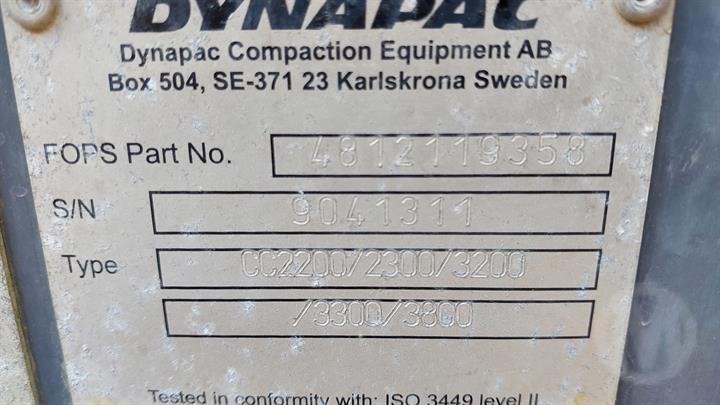 DYNAPAC
Dynapac Compaction Equipment AB
Box 504, SE-371 23 Karlskrona Sweden
FOPS Part No. 4812119358
S/N 9041311
Type CC2200/2300/3200
/3300/3800
Tested in conformity with: ISO 3449 level II